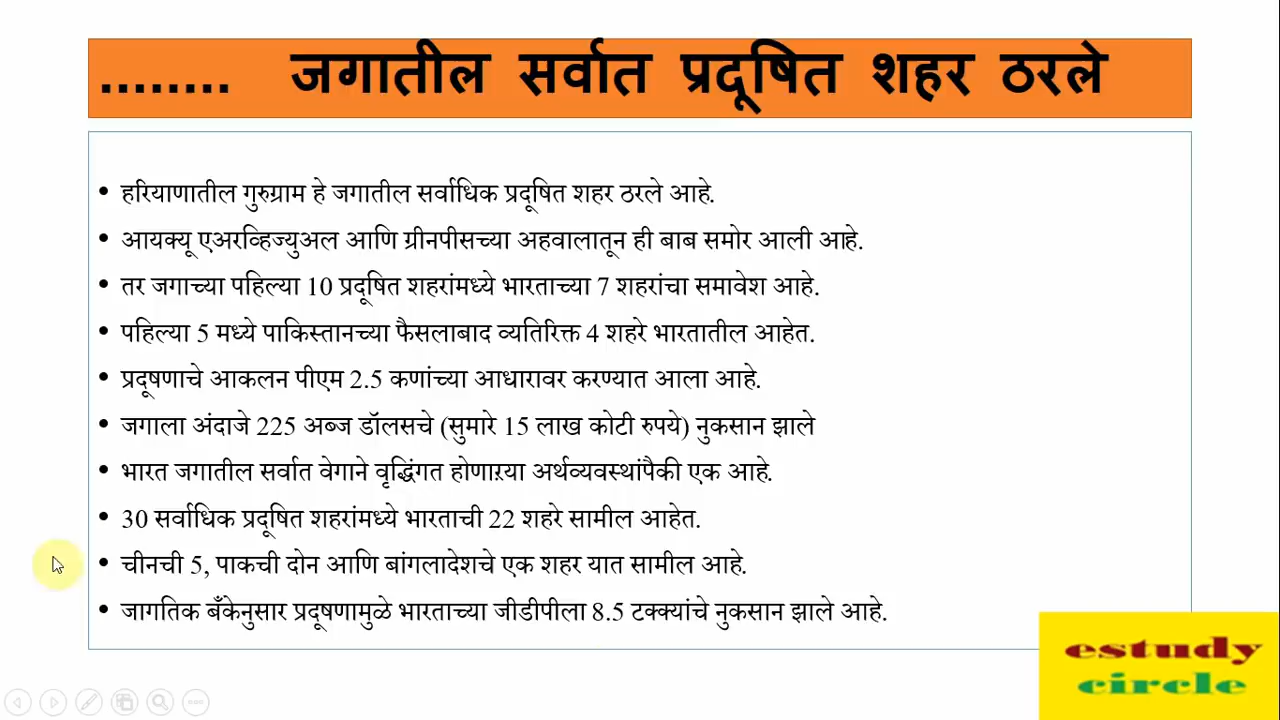 ........ जगातील सर्वात प्रदूषित शहर ठरले
• हरियाणातील गुरुग्राम हे जगातील सर्वाधिक प्रदूषित शहर ठरले आहे.
• आयक्यू एअरव्हिज्युअल आणि ग्रीनपीसच्या अहवालातून ही बाब समोर आली आहे.
• तर जगाच्या पहिल्या 10 प्रदूषित शहरांमध्ये भारताच्या 7 शहरांचा समावेश आहे.
• पहिल्या 5 मध्ये पाकिस्तानच्या फैसलाबाद व्यतिरिक्त 4 शहरे भारतातील आहेत.
• प्रदूषणाचे आकलन पीएम 2.5 कणांच्या आधारावर करण्यात आला आहे.
• जगाला अंदाजे 225 अब्ज डॉलसचे (सुमारे 15 लाख कोटी रुपये) नुकसान झाले
• भारत जगातील सर्वात वेगाने वृद्धिंगत होणाऱया अर्थव्यवस्थांपैकी एक आहे.
• 30 सर्वाधिक प्रदूषित शहरांमध्ये भारताची 22 शहरे सामील आहेत.
• चीनची 5, पाकची दोन आणि बांगलादेशचे एक शहर यात सामील आहे.
• जागतिक बँकेनुसार प्रदूषणामुळे भारताच्या जीडीपीला 8.5 टक्क्यांचे नुकसान झाले आहे.
estudy
circle